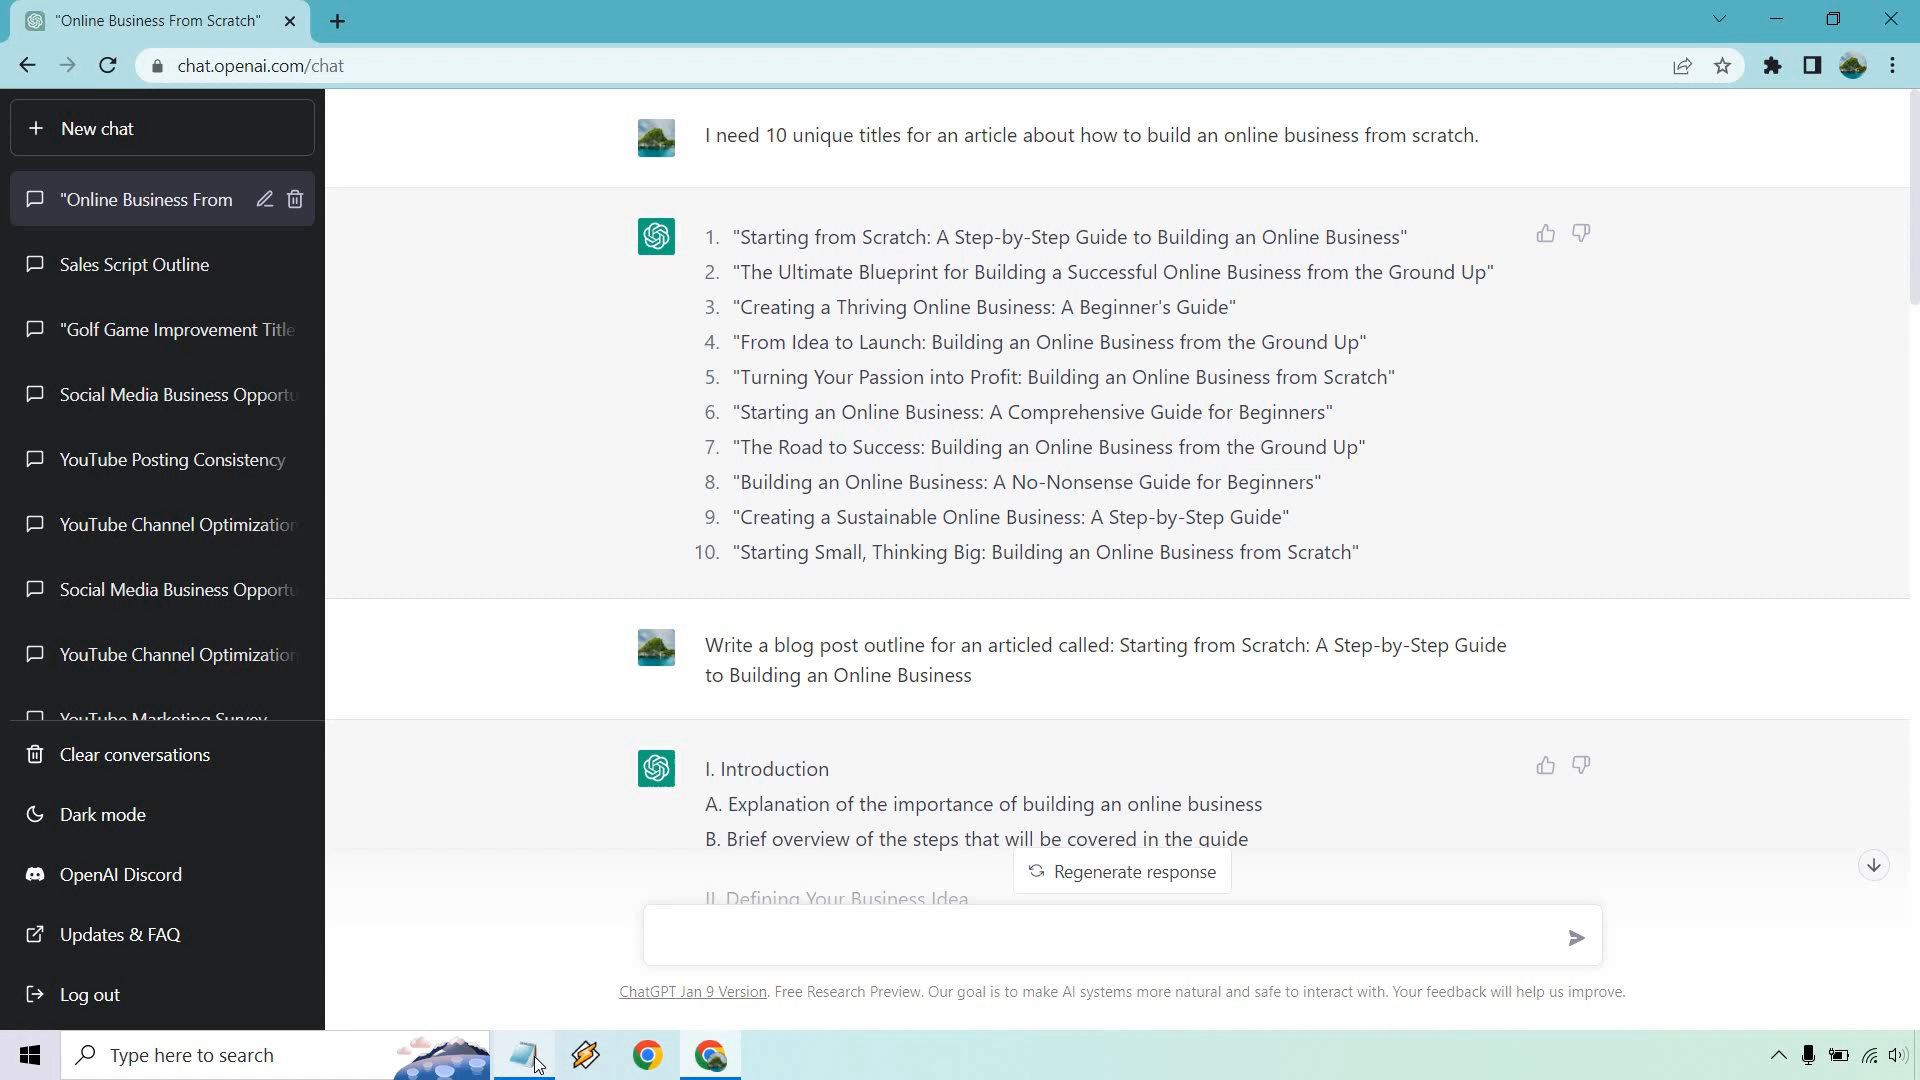 "Online Business From Scratch"
chat.openai.com/chat
New chat
"Online Business From
Sales Script Outline
"Golf Game Improvement Title
Social Media Business Opportu
YouTube Posting Consistency
YouTube Channel Optimization
Social Media Business Opportu
YouTube Channel Optimization
YouTube Marketing Survey
Clear conversations
Dark mode
OpenAI Discord
Updates & FAQ
Log out
I need 10 unique titles for an article about how to build an online business from scratch.
1. "Starting from Scratch: A Step-by-Step Guide to Building an Online Business"
2. "The Ultimate Blueprint for Building a Successful Online Business from the Ground Up"
3. "Creating a Thriving Online Business: A Beginner's Guide"
4. "From Idea to Launch: Building an Online Business from the Ground Up"
5. "Turning Your Passion into Profit: Building an Online Business from Scratch"
6. "Starting an Online Business: A Comprehensive Guide for Beginners"
7. "The Road to Success: Building an Online Business from the Ground Up"
8. "Building an Online Business: A No-Nonsense Guide for Beginners"
9. "Creating a Sustainable Online Business: A Step-by-Step Guide"
10. "Starting Small, Thinking Big: Building an Online Business from Scratch"
Write a blog post outline for an articled called: Starting from Scratch: A Step-by-Step Guide
to Building an Online Business
I. Introduction
A. Explanation of the importance of building an online business
B. Brief overview of the steps that will be covered in the guide
II. Defining Your Business Idea
Regenerate response
ChatGPT Jan 9 Version. Free Research Preview. Our goal is to make AI systems more natural and safe to interact with. Your feedback will help us improve.
Type here to search